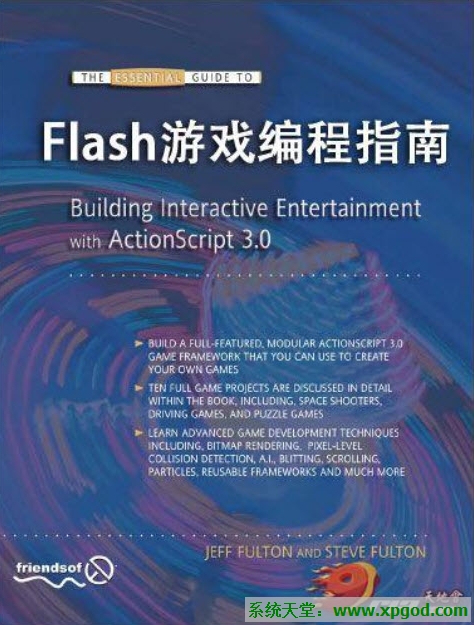 THE ESSENTIAL GUIDE TO
Flash游戏编程指南
Building Interactive Entertainment
with ActionScript 3.0
BUILD A FULL-FEATURED, MODULAR ACTIONSCRIPT 3.0
GAME FRAMEWORK THAT YOU CAN USE TO CREATE
YOUR OWN GAMES
TEN FULL GAME PROJECTS ARE DISCUSSED IN DETAIL
WITHIN THE BOOK, INCLUDING, SPACE SHOOTERS,
DRIVING GAMES, AND PUZZLE GAMES
LEARN ADVANCED GAME DEVELOPMENT TECHNIQUES
INCLUDING, BITMAP RENDERING, PIXEL-LEVEL
COLLISION DETECTION, A.I., BLITTING, SCROLLING,
PARTICLES, REUSABLE FRAMEWORKS AND MUCH MORE
JEFF FULTON AND STEVE FULTON
friendsof
天地会
系统天堂：www.xpgod.com